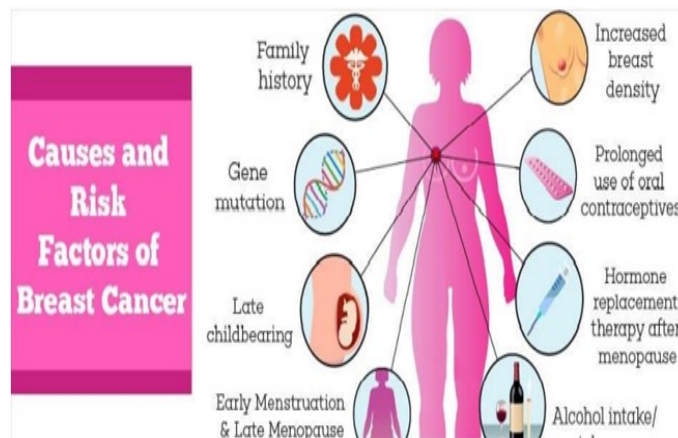 Causes and
Risk
Factors of
Breast Cancer
Family
history
Gene
mutation
Late
childbearing
Early Menstruation
& Late Menopause
Increased
breast
density
Prolonged
use of oral
contraceptives
Hormone
replacement
therapy after
menopause
Alcohol intake/